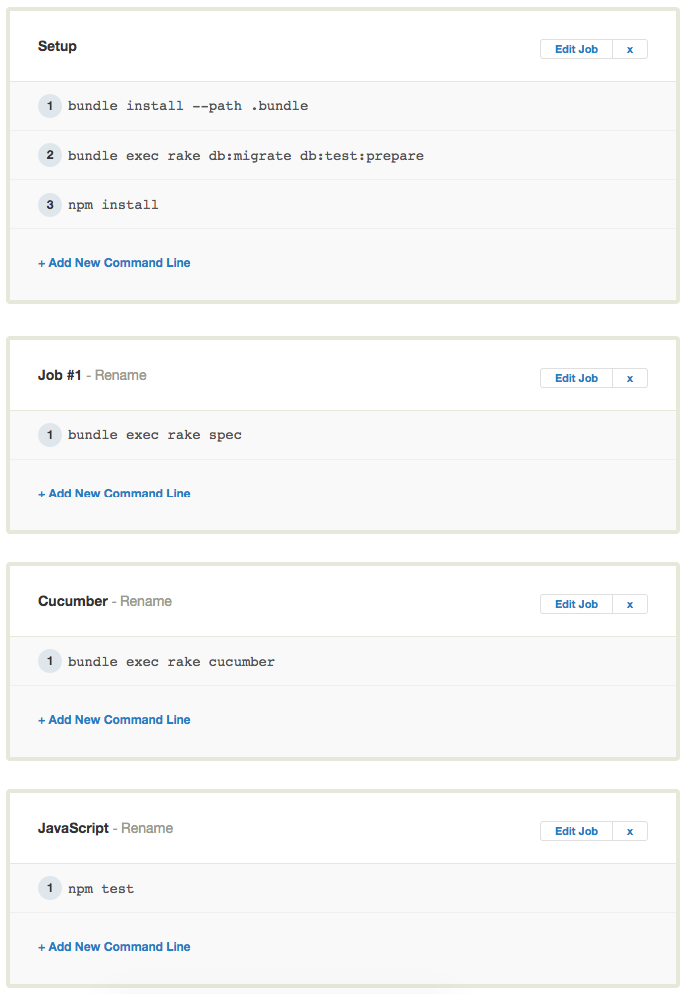 Setup Edit Job x
1 bundle install --path .bundle
2 bundle exec rake db:migrate db:test:prepare
3 npm install
+ Add New Command Line
Job #1 - Rename Edit Job x
1 bundle exec rake spec
+ Add New Command Line
Cucumber - Rename Edit Job x
1 bundle exec rake cucumber
+ Add New Command Line
JavaScript - Rename Edit Job x
1 npm test
+ Add New Command Line